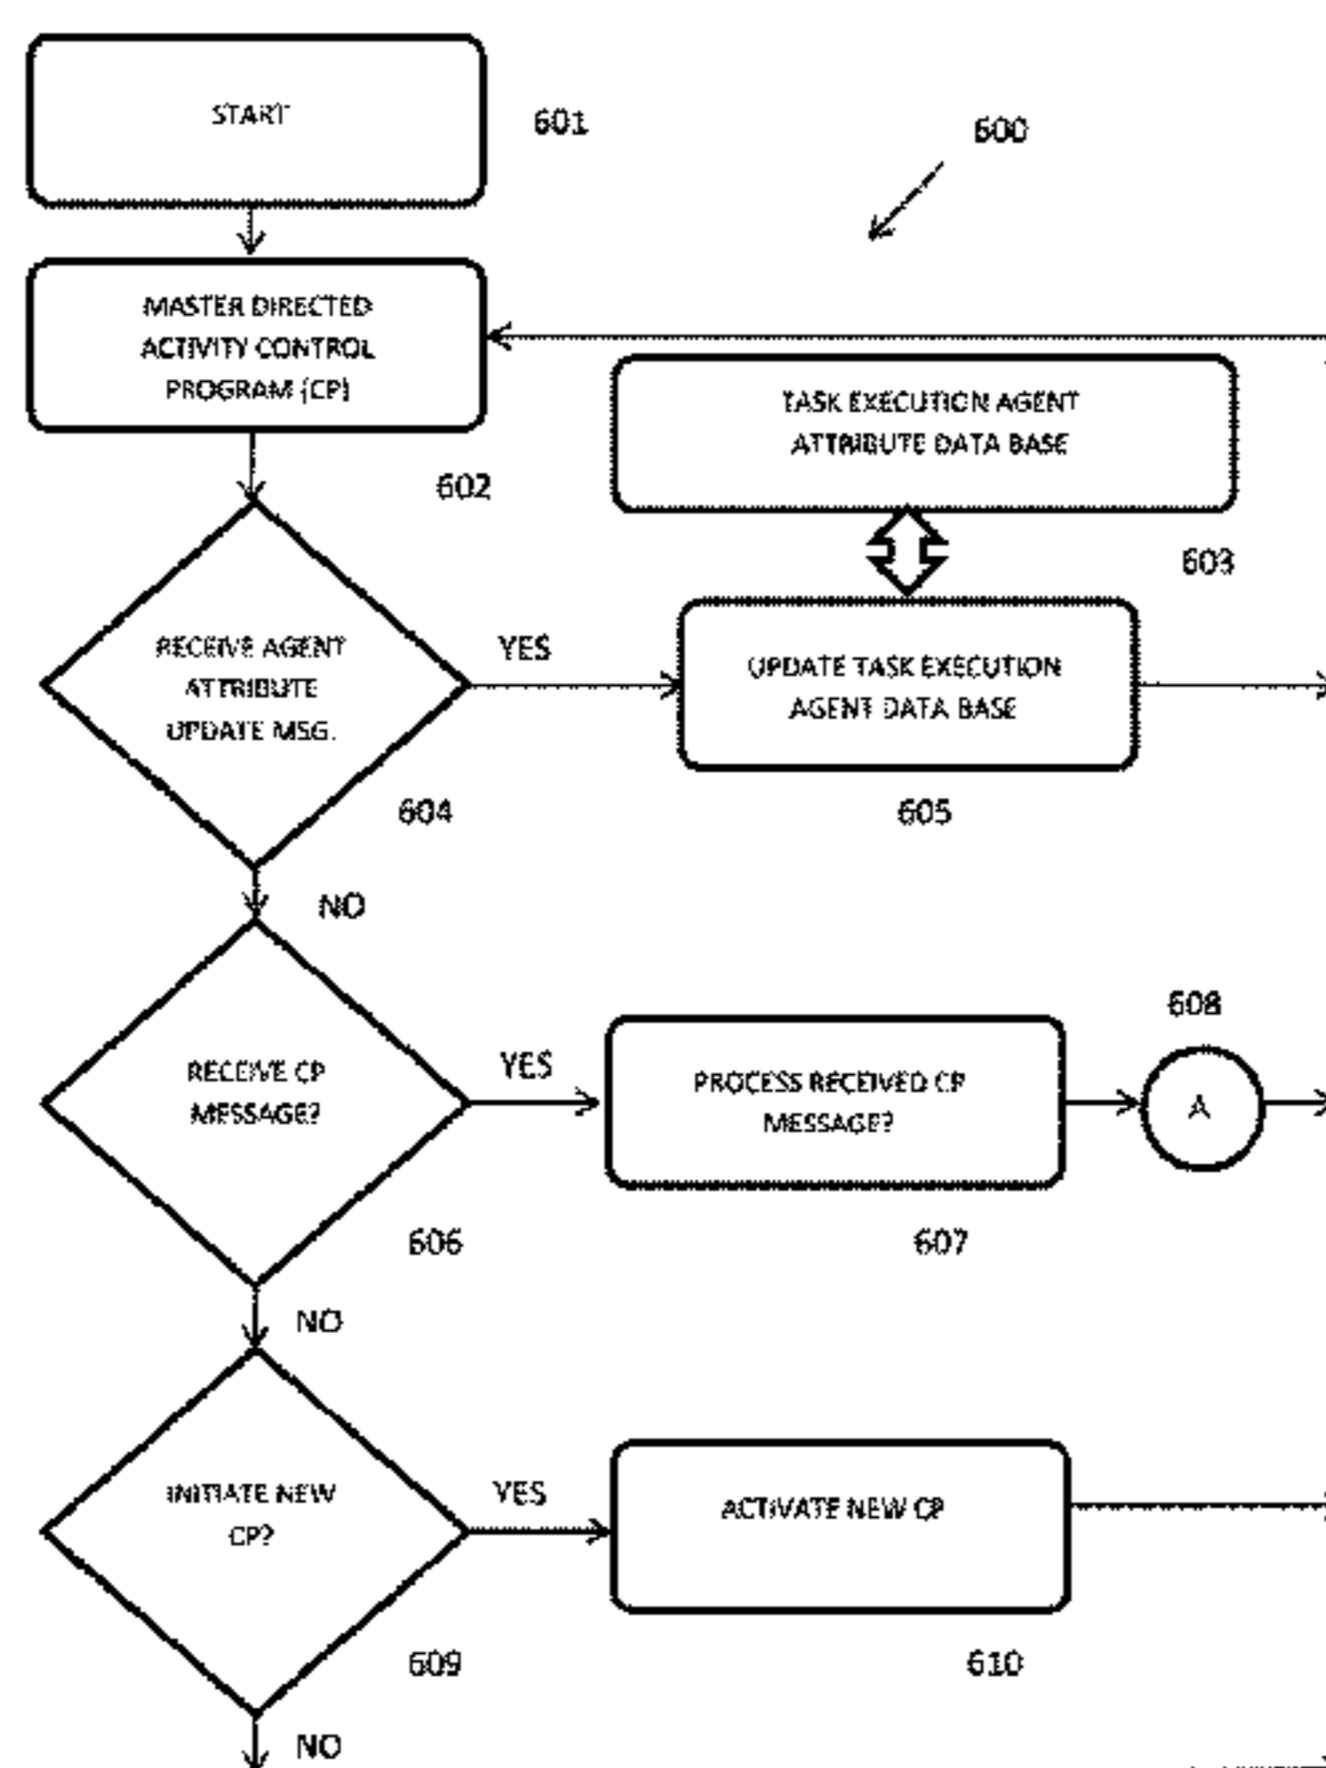 START
601
600
MASTER DIRECTED
ACTIVITY CONTROL
PROGRAM (CP)
602
TASK EXECUTION AGENT
ATTRIBUTE DATA BASE
603
RECEIVE AGENT
ATTRIBUTE
UPDATE MSG.
604
YES
UPDATE TASK EXECUTION
AGENT DATA BASE
605
NO
RECEIVE CP
MESSAGE?
606
YES
PROCESS RECEIVED CP
MESSAGE?
607
608
A
NO
INITIATE NEW
CP?
609
YES
ACTIVATE NEW CP
610
NO